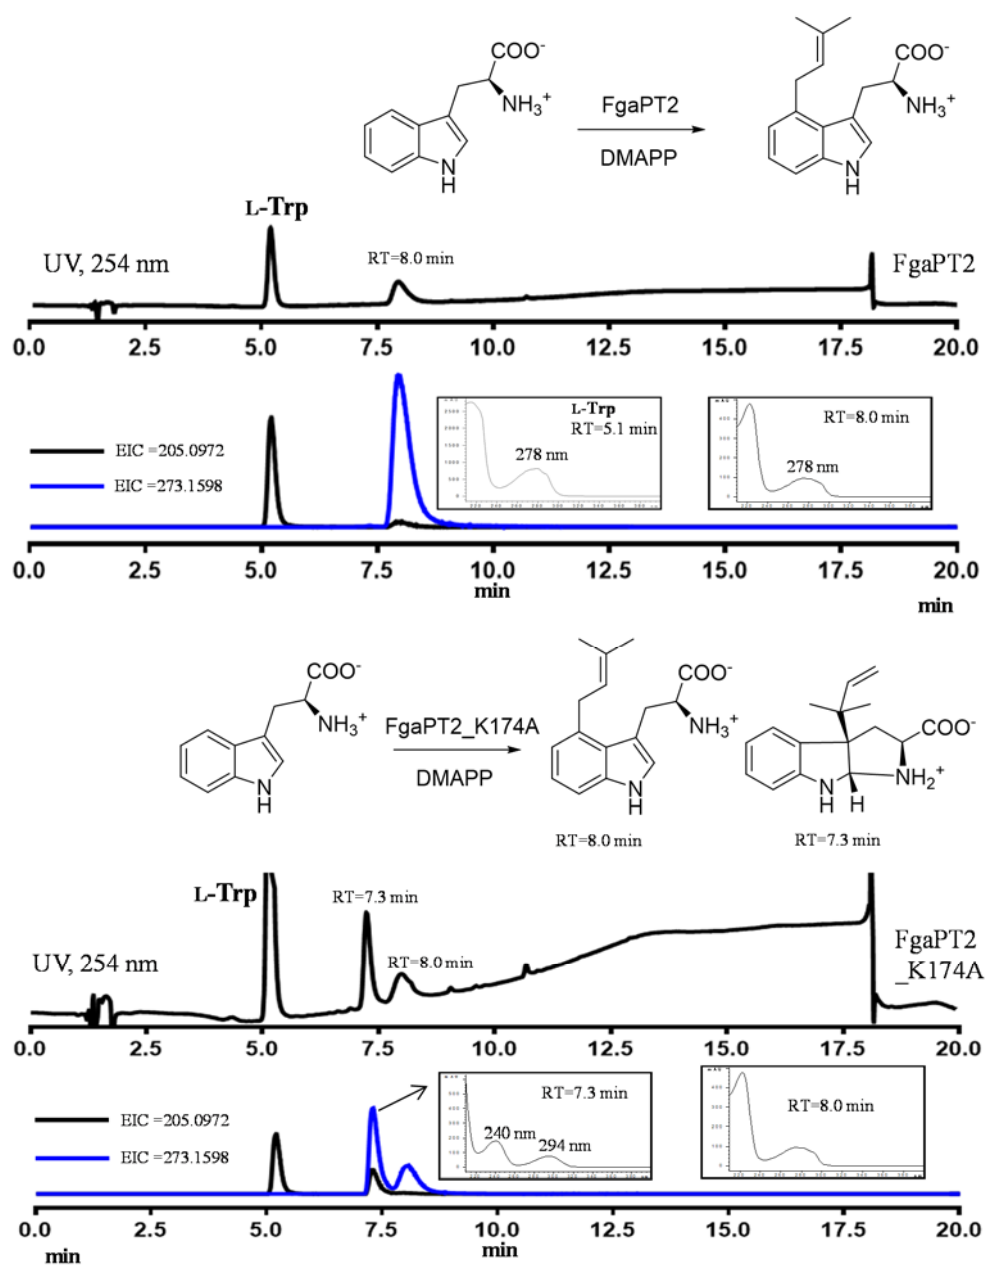 COO⁻
NH₃⁺
N
H
FgaPT2
DMAPP
COO⁻
NH₃⁺
N
H
L-Trp
UV, 254 nm
RT=8.0 min
FgaPT2
0.0 2.5 5.0 7.5 10.0 12.5 15.0 17.5 20.0
EIC =205.0972
EIC =273.1598
L-Trp
RT=5.1 min
278 nm
RT=8.0 min
278 nm
0.0 2.5 5.0 7.5 10.0 12.5 15.0 17.5 20.0
min
min
COO⁻
NH₃⁺
N
H
FgaPT2_K174A
DMAPP
COO⁻
NH₃⁺
N
H
RT=8.0 min
COO⁻
NH₂⁺
N
H
H
RT=7.3 min
L-Trp
RT=7.3 min
RT=8.0 min
UV, 254 nm
FgaPT2
_K174A
0.0 2.5 5.0 7.5 10.0 12.5 15.0 17.5 20.0
EIC =205.0972
EIC =273.1598
RT=7.3 min
240 nm
294 nm
RT=8.0 min
0.0 2.5 5.0 7.5 10.0 12.5 15.0 17.5 20.0
min
min